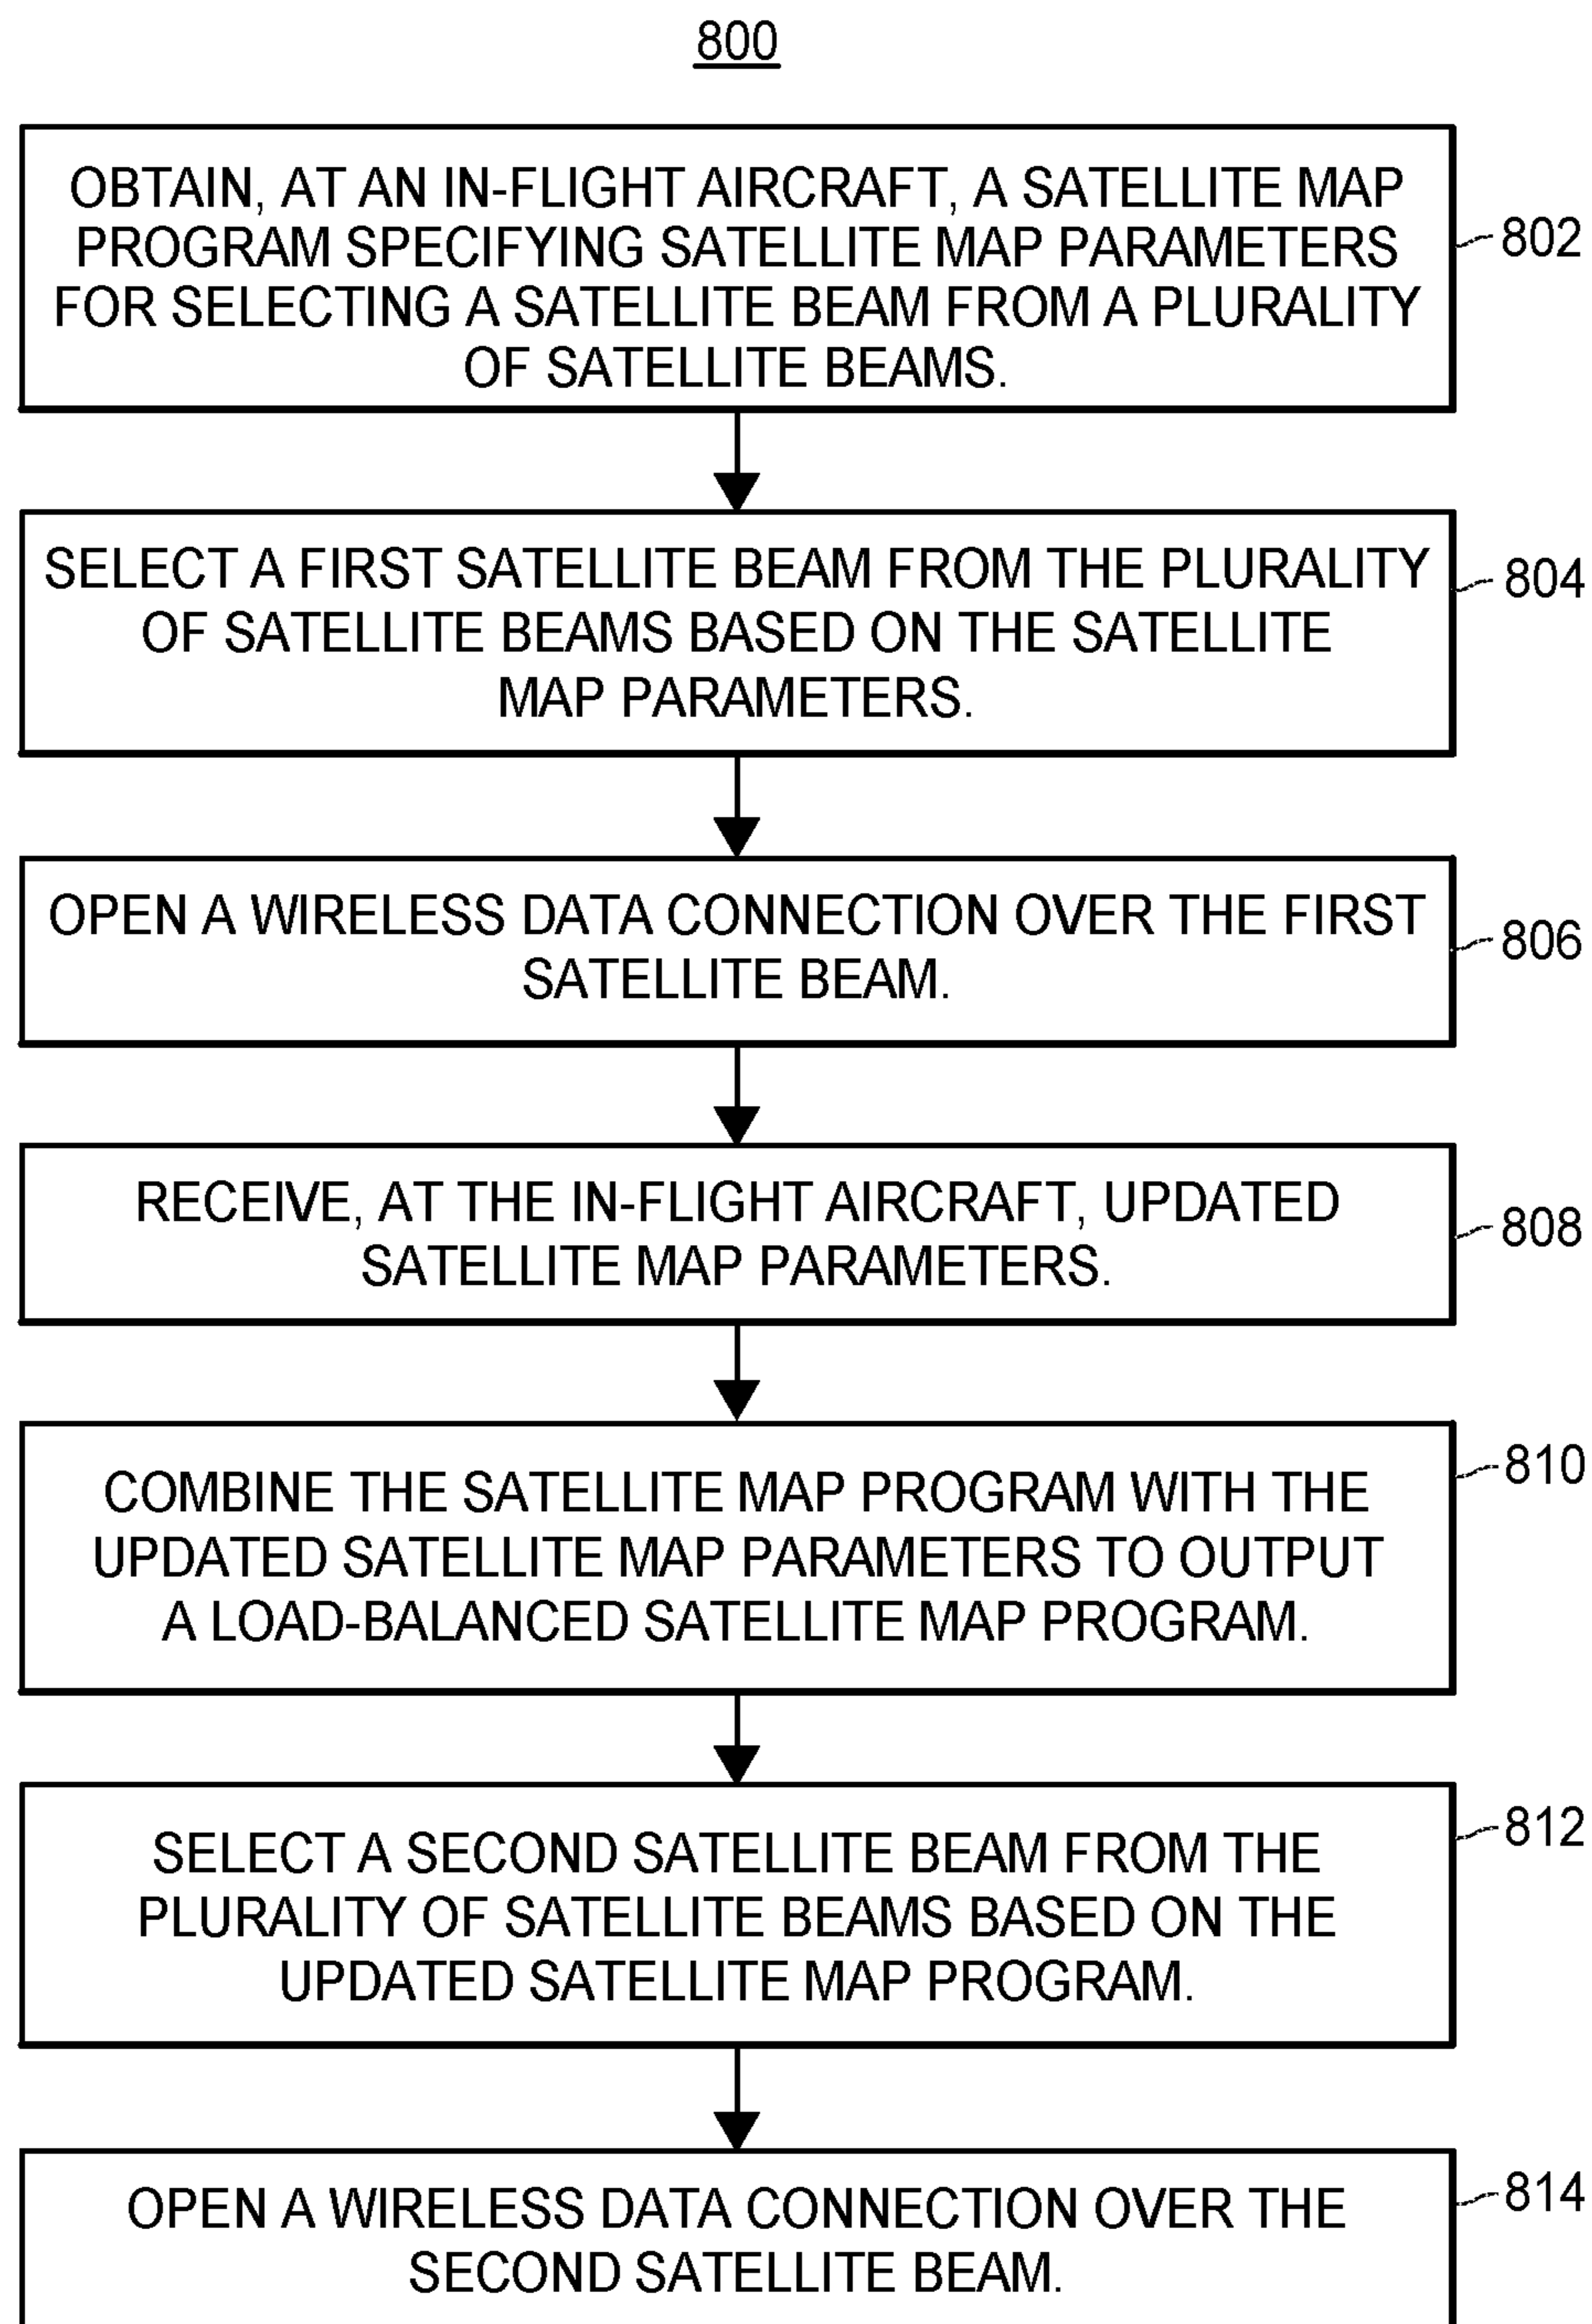 800
OBTAIN, AT AN IN-FLIGHT AIRCRAFT, A SATELLITE MAP
PROGRAM SPECIFYING SATELLITE MAP PARAMETERS
FOR SELECTING A SATELLITE BEAM FROM A PLURALITY
OF SATELLITE BEAMS.
802
SELECT A FIRST SATELLITE BEAM FROM THE PLURALITY
OF SATELLITE BEAMS BASED ON THE SATELLITE
MAP PARAMETERS.
804
OPEN A WIRELESS DATA CONNECTION OVER THE FIRST
SATELLITE BEAM.
806
RECEIVE, AT THE IN-FLIGHT AIRCRAFT, UPDATED
SATELLITE MAP PARAMETERS.
808
COMBINE THE SATELLITE MAP PROGRAM WITH THE
UPDATED SATELLITE MAP PARAMETERS TO OUTPUT
A LOAD-BALANCED SATELLITE MAP PROGRAM.
810
SELECT A SECOND SATELLITE BEAM FROM THE
PLURALITY OF SATELLITE BEAMS BASED ON THE
UPDATED SATELLITE MAP PROGRAM.
812
OPEN A WIRELESS DATA CONNECTION OVER THE
SECOND SATELLITE BEAM.
814